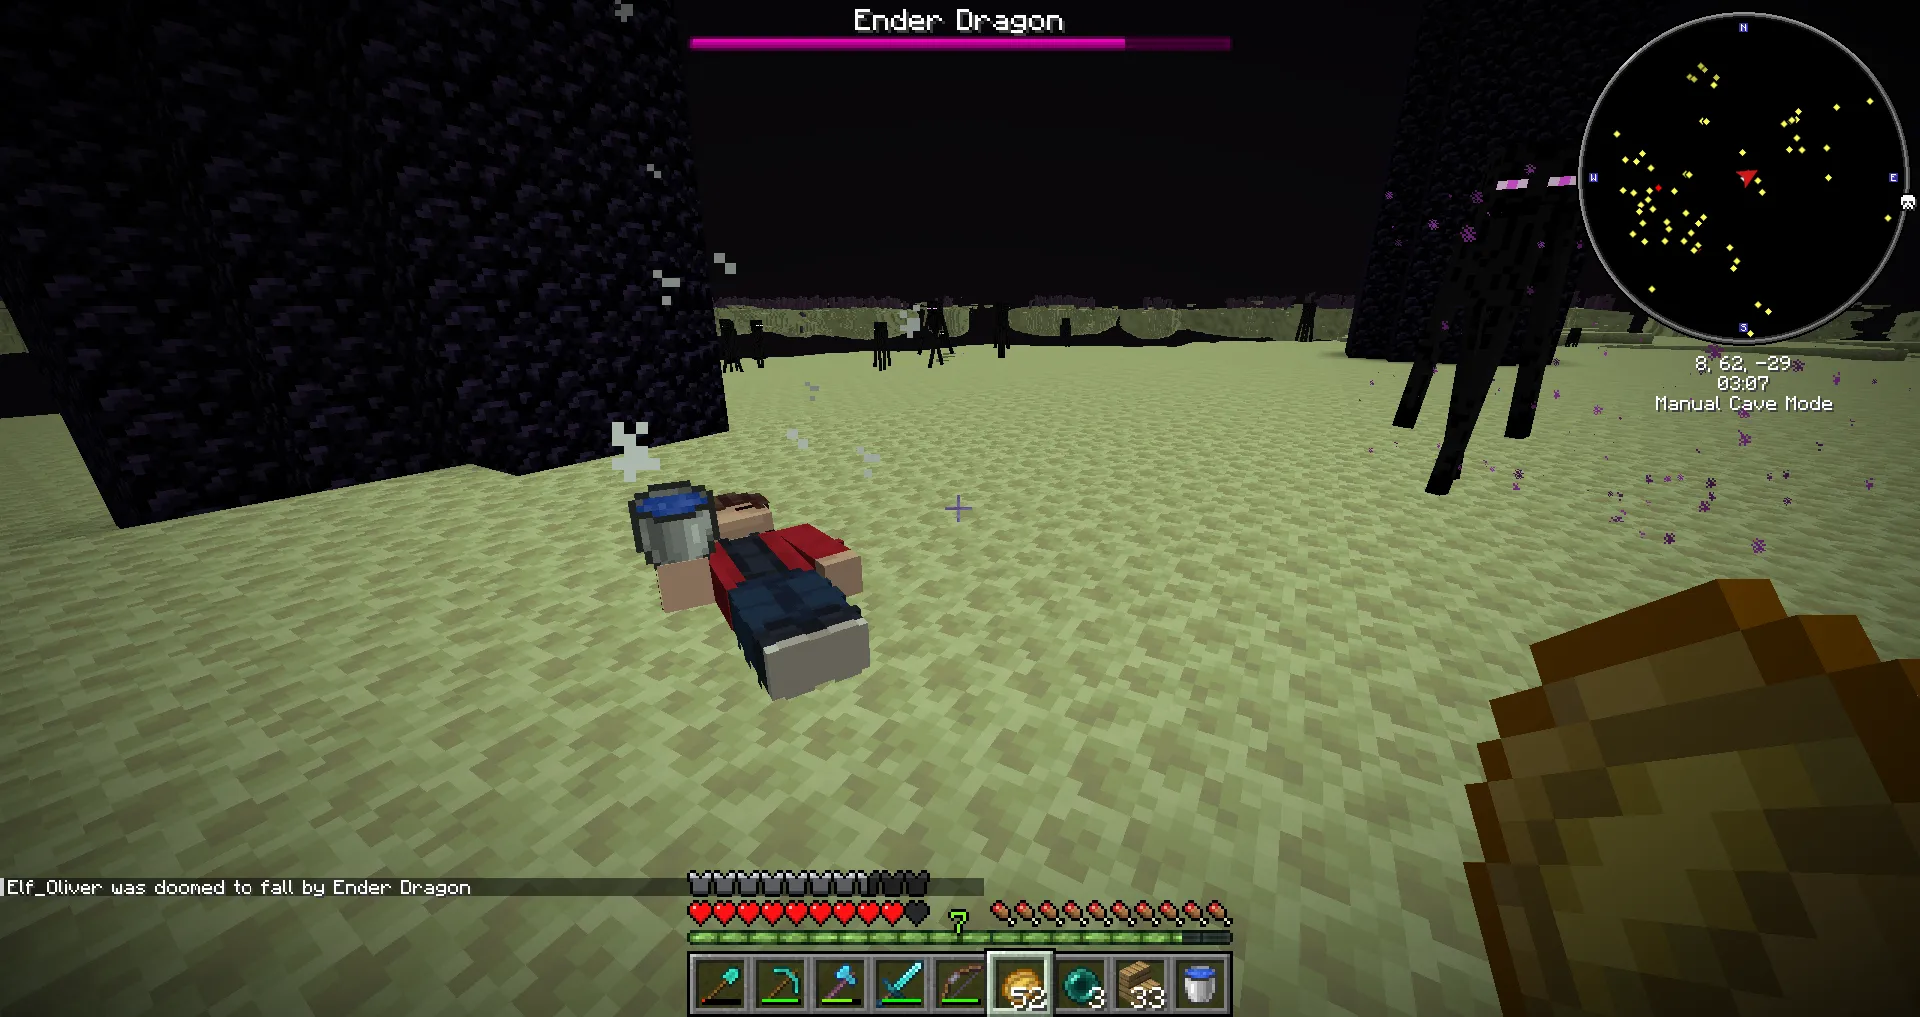 Ender Dragon
N
W
E
S
8, 62, -29
03:07
Manual Cave Mode
Elf_Oliver was doomed to fall by Ender Dragon
7
52
3
33